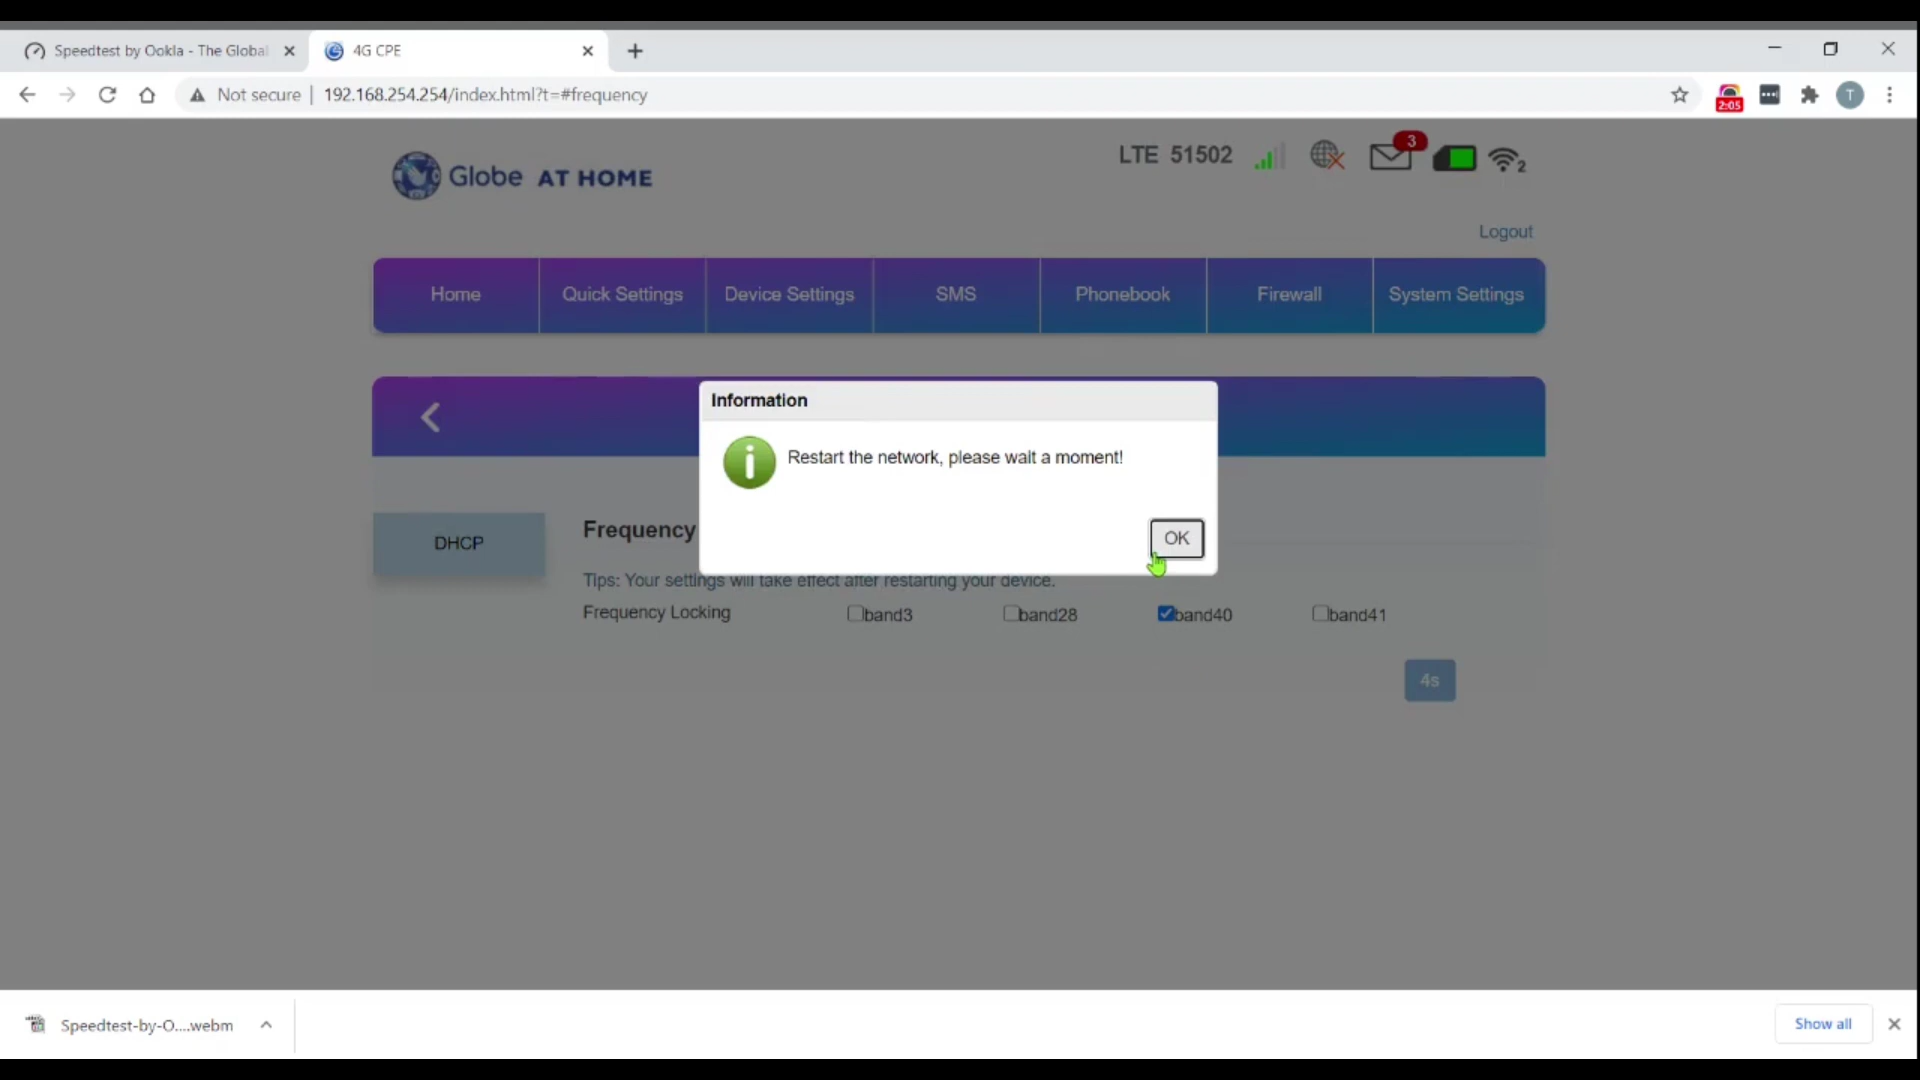 Speedtest by Ookla - The Global
4G CPE
Not secure | 192.168.254.254/index.html?t=#frequency
2:05
T
Globe AT HOME
LTE 51502
3
2
Logout
Home
Quick Settings
Device Settings
SMS
Phonebook
Firewall
System Settings
Information
Restart the network, please wait a moment!
OK
DHCP
Frequency
Tips: Your settings will take effect after restarting your device.
Frequency Locking
band3
band28
band40
band41
4s
Speedtest-by-O....webm
Show all